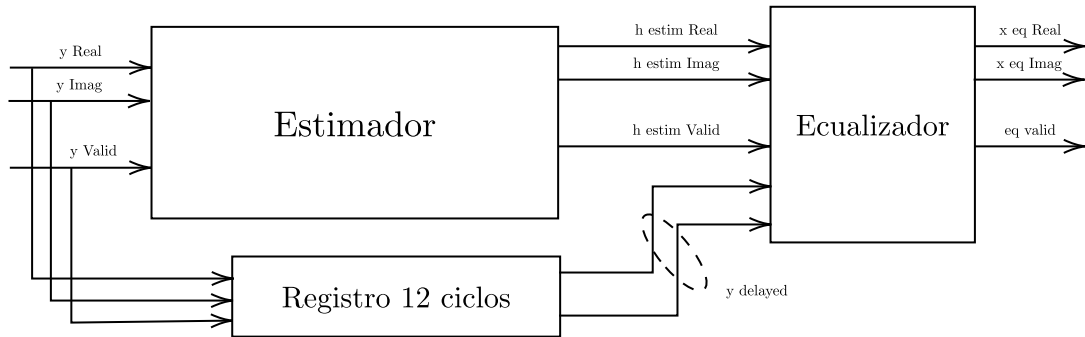 y Real
y Imag
y Valid
Estimador
h estim Real
h estim Imag
h estim Valid
Ecualizador
x eq Real
x eq Imag
eq valid
Registro 12 ciclos
y delayed